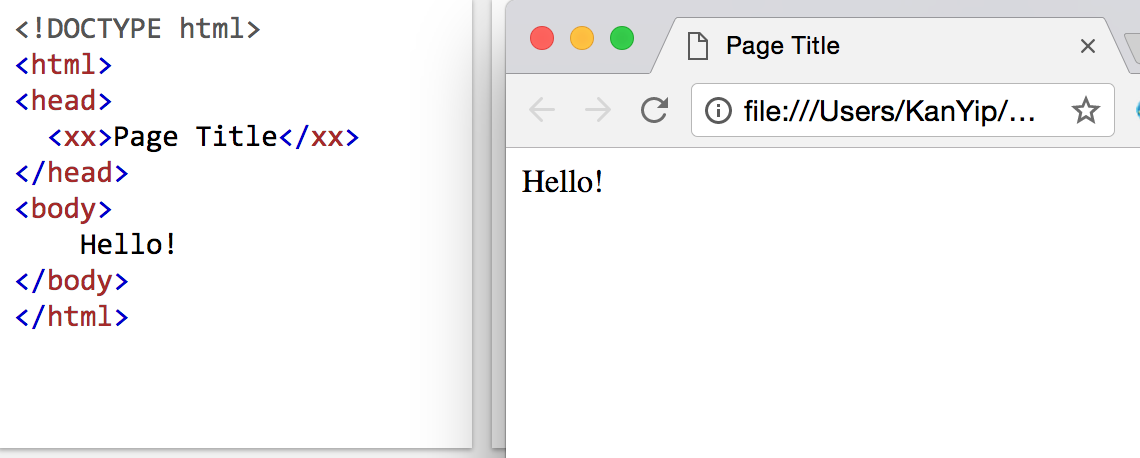 <!DOCTYPE html>
<html>
<head>
  <xx>Page Title</xx>
</head>
<body>
    Hello!
</body>
</html>
Page Title
file:///Users/KanYip/...
Hello!